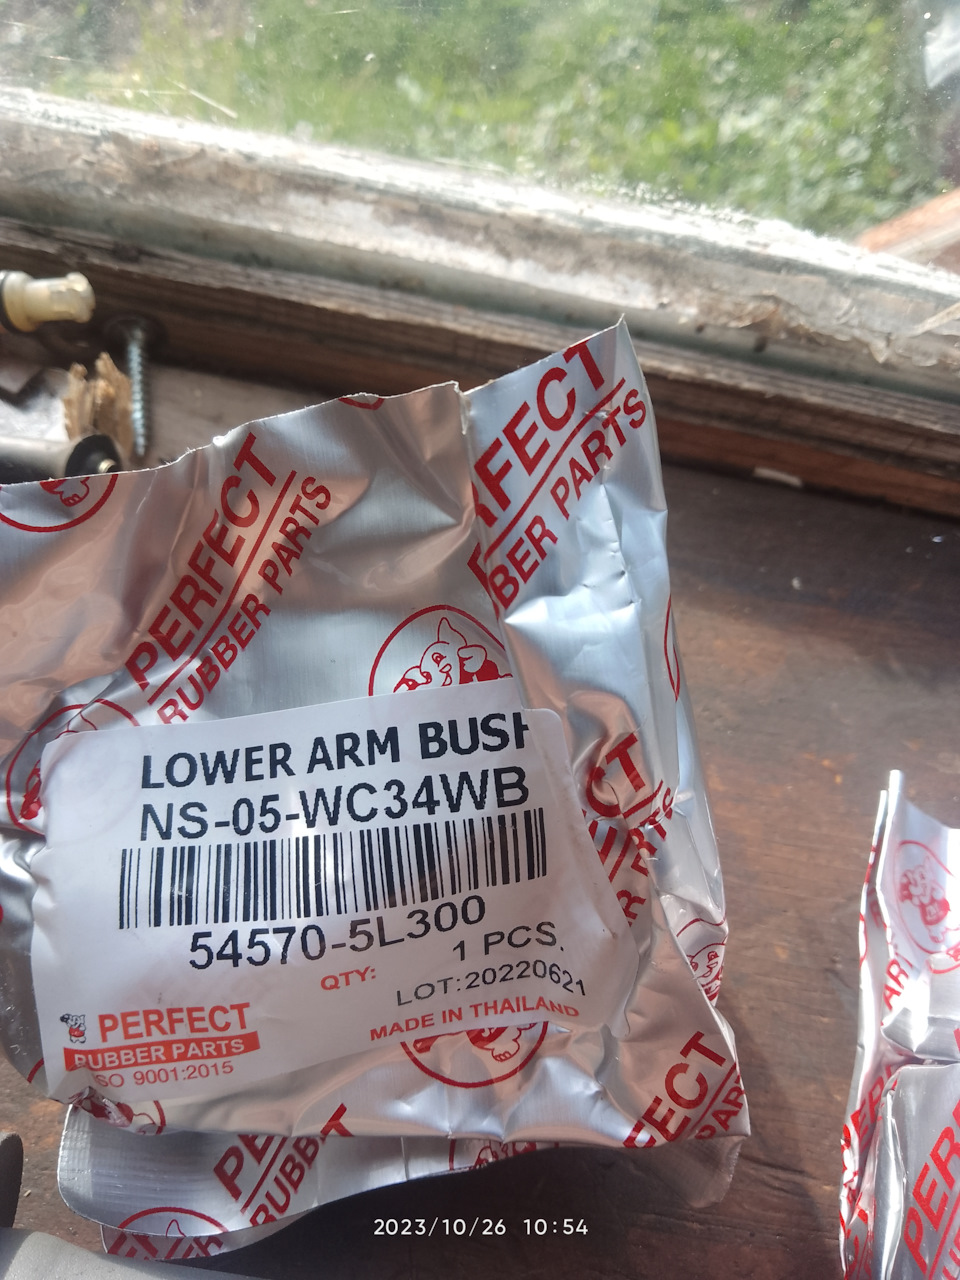 PERFECT
RUBBER PARTS
PERFECT
RUBBER PARTS
LOWER ARM BUSH
NS-05-WC34WB
54570-5L300
QTY: 1 PCS.
LOT:20220621
MADE IN THAILAND
PERFECT
RUBBER PARTS
ISO 9001:2015
2023/10/26 10:54